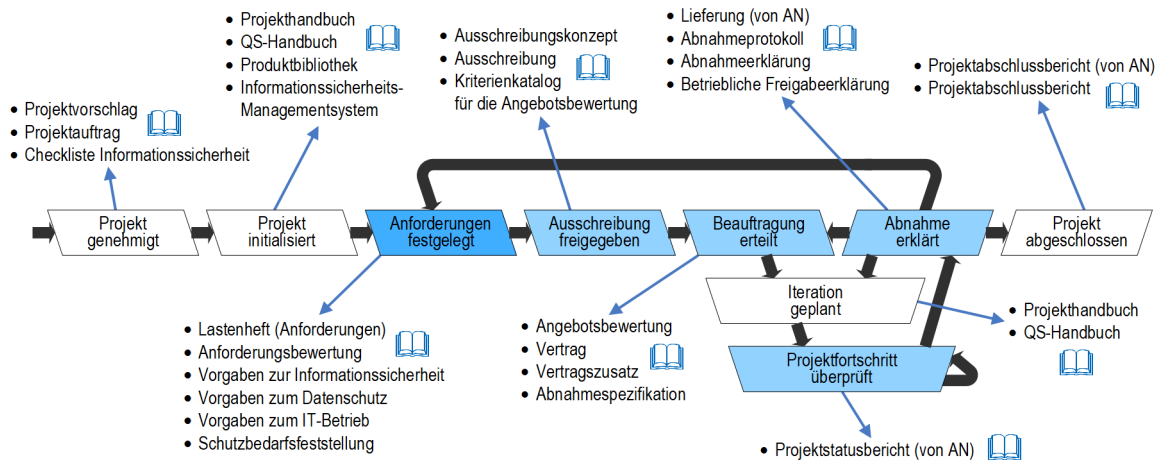 • Projekthandbuch
• QS-Handbuch
• Produktbibliothek
• Informationssicherheits-
Managementsystem
• Ausschreibungskonzept
• Ausschreibung
• Kriterienkatalog
für die Angebotsbewertung
• Lieferung (von AN)
• Abnahmeprotokoll
• Abnahmeerklärung
• Betriebliche Freigabeerklärung
• Projektabschlussbericht (von AN)
• Projektabschlussbericht
• Projektvorschlag
• Projektauftrag
• Checkliste Informationssicherheit
Projekt
genehmigt
Projekt
initialisiert
Anforderungen
festgelegt
Ausschreibung
freigegeben
Beauftragung
erteilt
Abnahme
erklärt
Projekt
abgeschlossen
Iteration
geplant
Projektfortschritt
überprüft
• Lastenheft (Anforderungen)
• Anforderungsbewertung
• Vorgaben zur Informationssicherheit
• Vorgaben zum Datenschutz
• Vorgaben zum IT-Betrieb
• Schutzbedarfsfeststellung
• Angebotsbewertung
• Vertrag
• Vertragszusatz
• Abnahmespezifikation
• Projekthandbuch
• QS-Handbuch
• Projektstatusbericht (von AN)